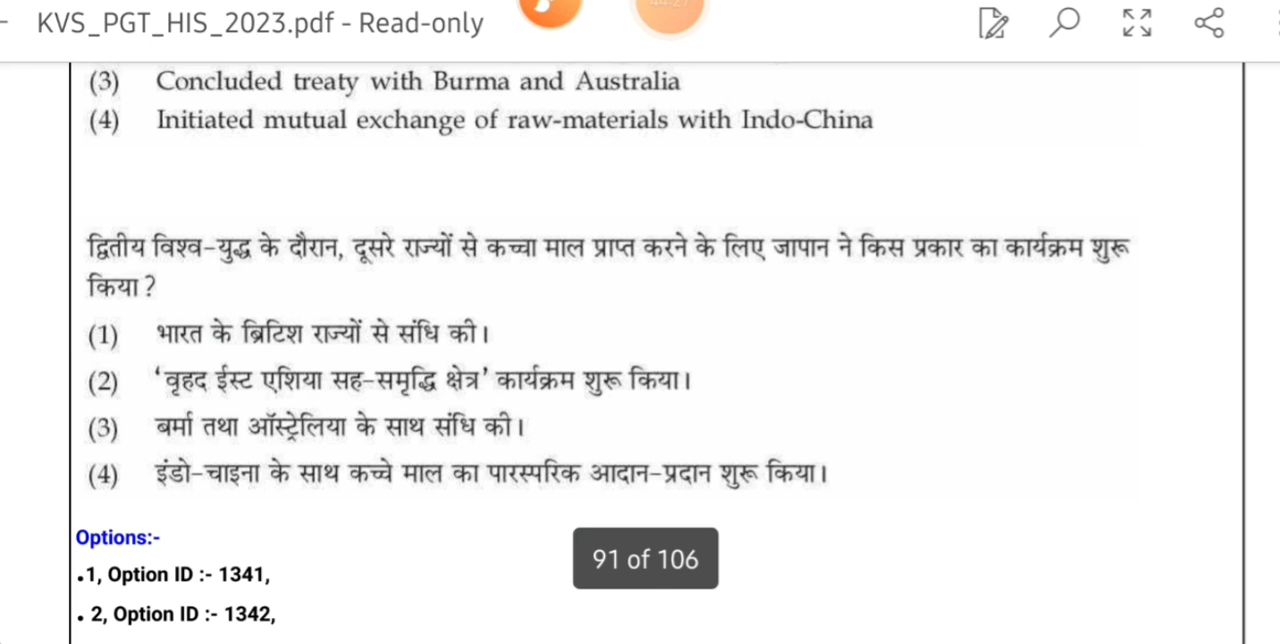 KVS_PGT_HIS_2023.pdf - Read-only
44:27
(3) Concluded treaty with Burma and Australia
(4) Initiated mutual exchange of raw-materials with Indo-China
द्वितीय विश्व-युद्ध के दौरान, दूसरे राज्यों से कच्चा माल प्राप्त करने के लिए जापान ने किस प्रकार का कार्यक्रम शुरू
किया ?
(1) भारत के ब्रिटिश राज्यों से संधि की।
(2) ‘वृहद ईस्ट एशिया सह-समृद्धि क्षेत्र’ कार्यक्रम शुरू किया।
(3) बर्मा तथा ऑस्ट्रेलिया के साथ संधि की।
(4) इंडो-चाइना के साथ कच्चे माल का पारस्परिक आदान-प्रदान शुरू किया।
Options:-
91 of 106
.1, Option ID :- 1341,
. 2, Option ID :- 1342,